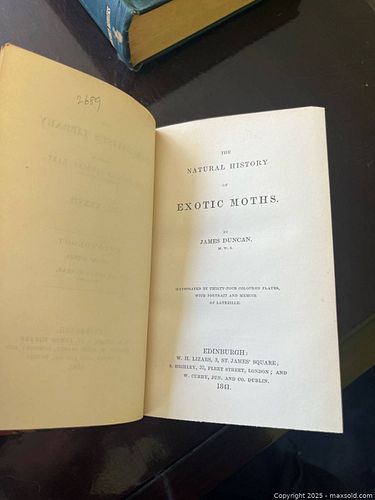 2689
THE
NATURAL HISTORY
OF
EXOTIC MOTHS.
BY
JAMES DUNCAN,
M. W. S.
ILLUSTRATED BY THIRTY-FOUR COLOURED PLATES,
WITH PORTRAIT AND MEMOIR
OF LATREILLE.
EDINBURGH:
W. H. LIZARS, 3, ST. JAMES' SQUARE;
S. HIGHLEY, 32, FLEET STREET, LONDON; AND
W. CURRY, JUN. AND CO. DUBLIN.
1841.
Copyright 2025 - maxsold.com